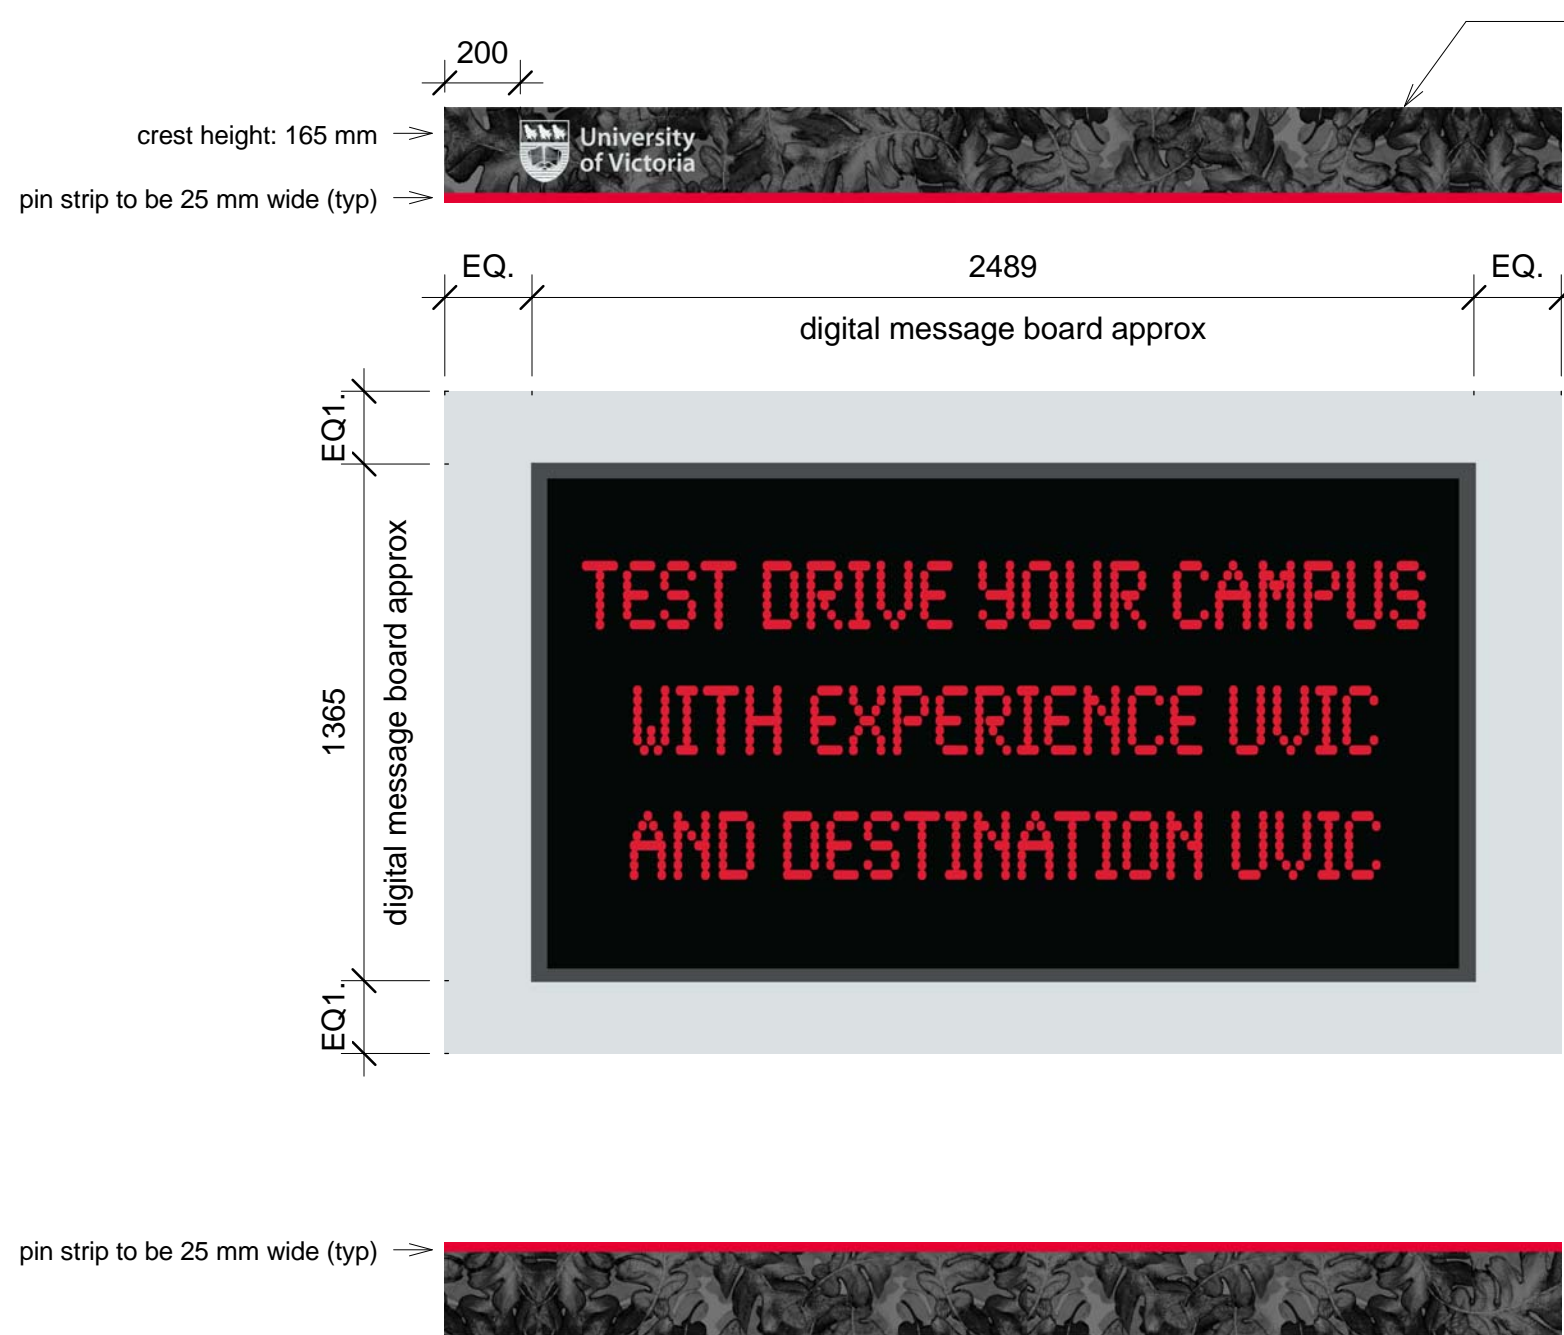 200
crest height: 165 mm
University
of Victoria
pin strip to be 25 mm wide (typ)
EQ.
2489
EQ.
digital message board approx
EQ1.
TEST DRIVE YOUR CAMPUS
WITH EXPERIENCE UVIC
AND DESTINATION UVIC
1365
digital message board approx
EQ1.
pin strip to be 25 mm wide (typ)